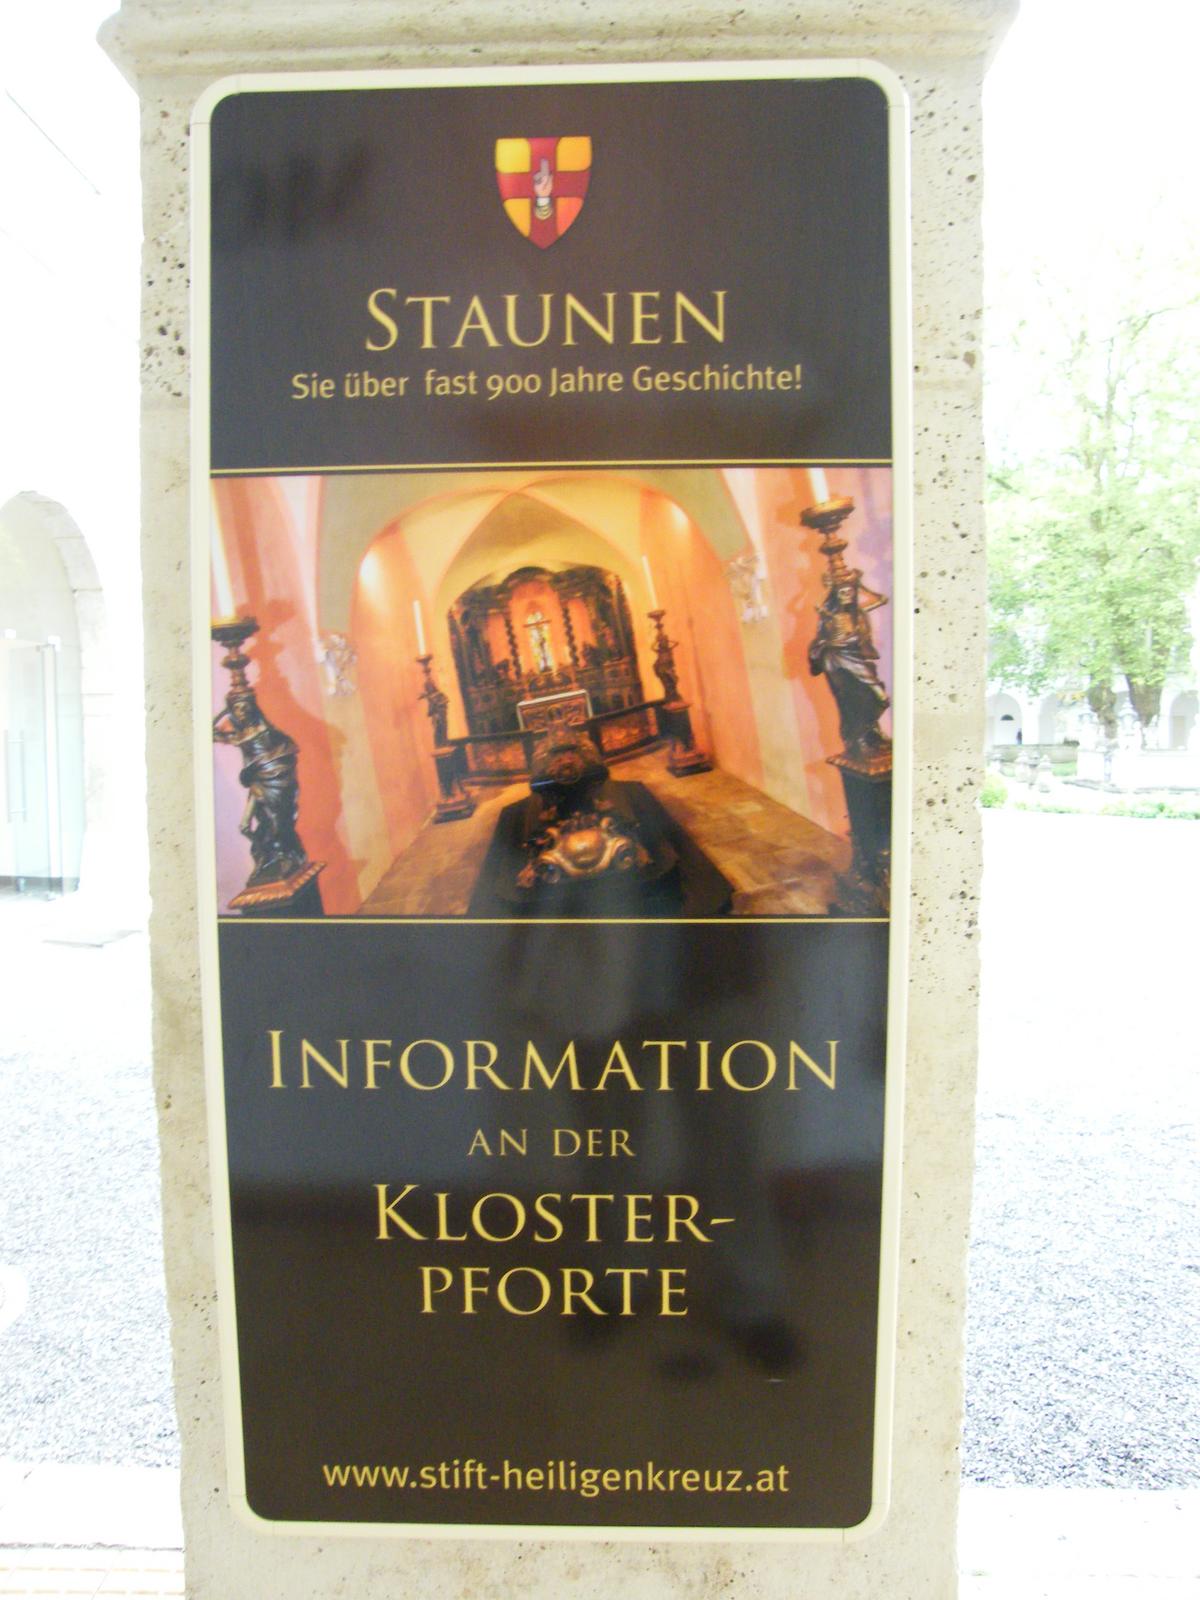 STAUNEN
Sie über fast 900 Jahre Geschichte!
INFORMATION
AN DER
KLOSTER-
PFORTE
www.stift-heiligenkreuz.at